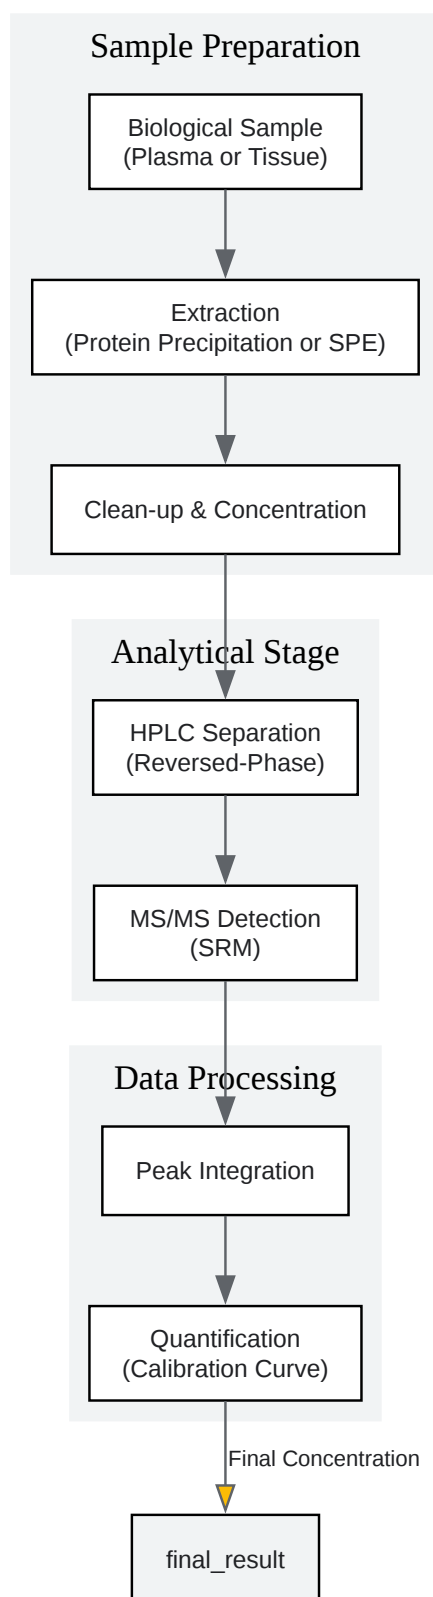 Sample Preparation
Biological Sample
(Plasma or Tissue)
Extraction
(Protein Precipitation or SPE)
Clean-up & Concentration
Analytical Stage
HPLC Separation
(Reversed-Phase)
MS/MS Detection
(SRM)
Data Processing
Peak Integration
Quantification
(Calibration Curve)
Final Concentration
final_result